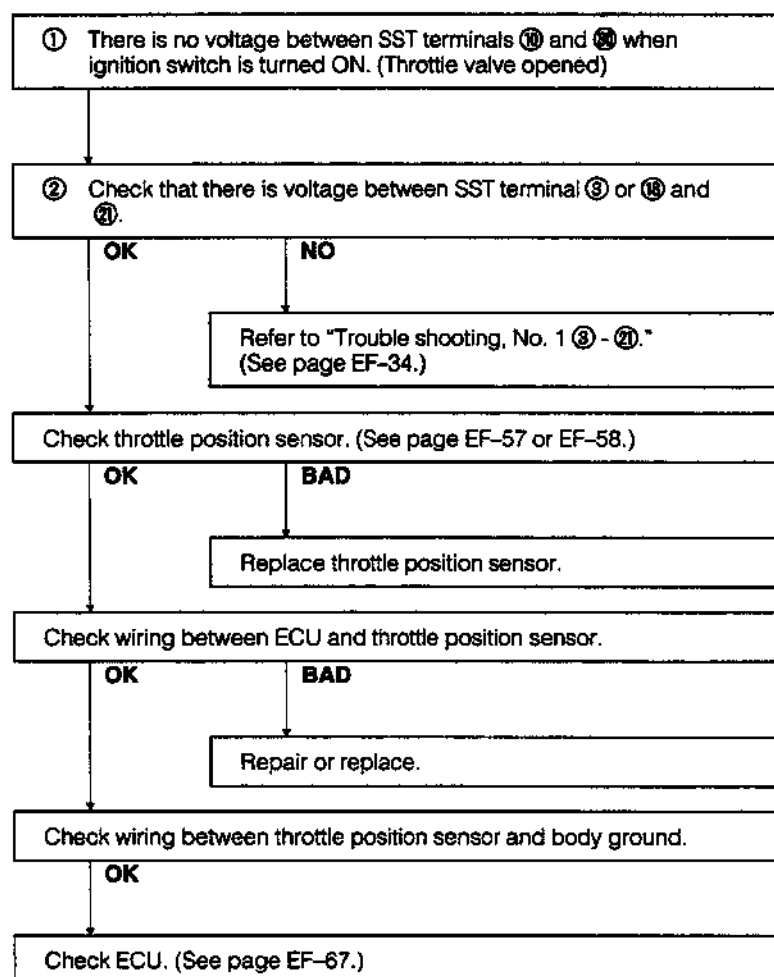 ① There is no voltage between SST terminals ⑩ and when
ignition switch is turned ON. (Throttle valve opened)
② Check that there is voltage between SST terminal ③ or ⑱ and
㉑.
OK NO
Refer to "Trouble shooting, No. 1 ③ - ㉑."
(See page EF–34.)
Check throttle position sensor. (See page EF–57 or EF–58.)
OK BAD
Replace throttle position sensor.
Check wiring between ECU and throttle position sensor.
OK BAD
Repair or replace.
Check wiring between throttle position sensor and body ground.
OK
Check ECU. (See page EF–67.)